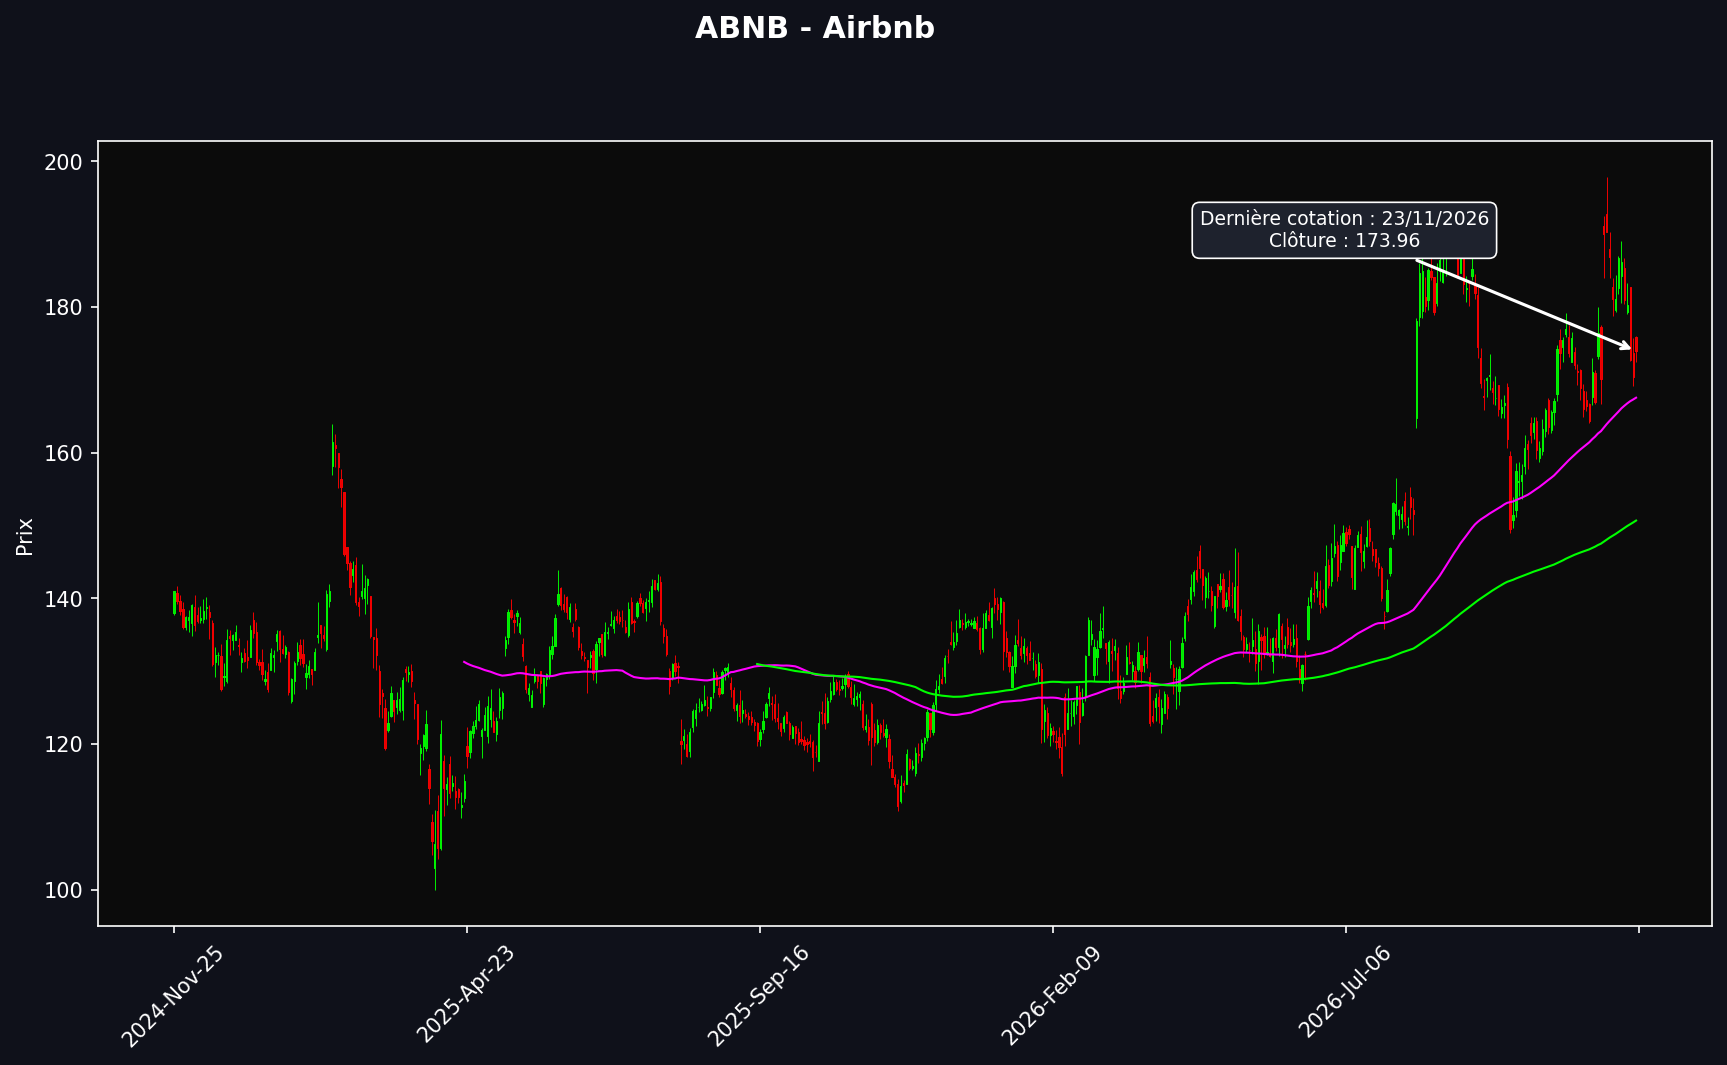 ABNB - Airbnb
Dernière cotation : 23/11/2026
Clôture : 173.96
Prix
200
180
160
140
120
100
2024-Nov-25
2025-Apr-23
2025-Sep-16
2026-Feb-09
2026-Jul-06